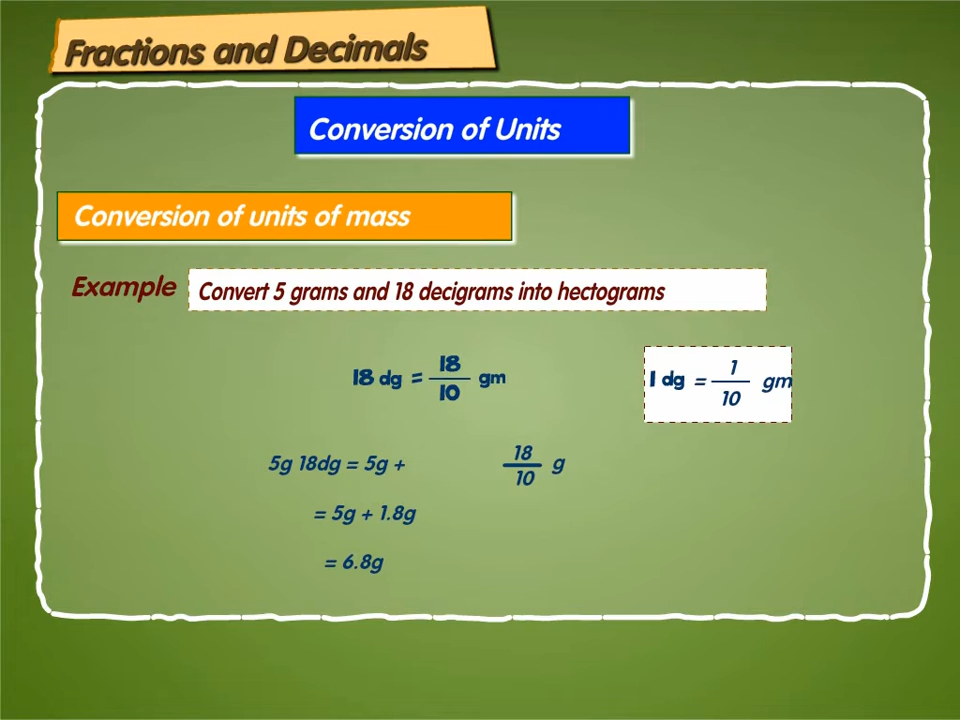 Fractions and Decimals
Conversion of Units
Conversion of units of mass
Example Convert 5 grams and 18 decigrams into hectograms
18 dg = 18/10 gm
1 dg = 1/10 gm
5g 18dg = 5g + 18/10 g
= 5g + 1.8g
= 6.8g